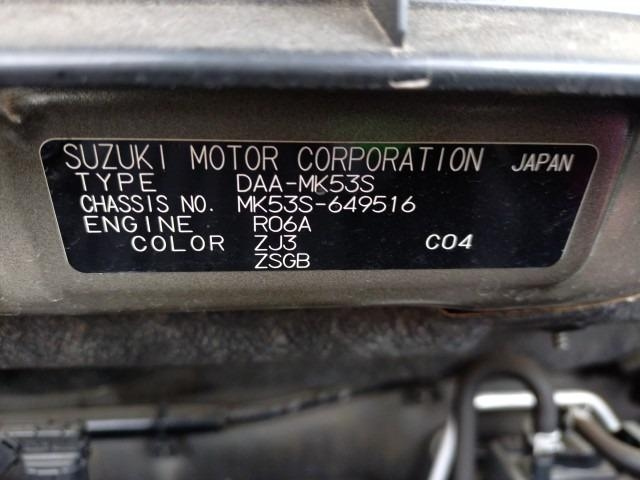 SUZUKI MOTOR CORPORATION JAPAN
TYPE DAA-MK53S
CHASSIS NO. MK53S-649516
ENGINE R06A
COLOR ZJ3 C04
ZSGB